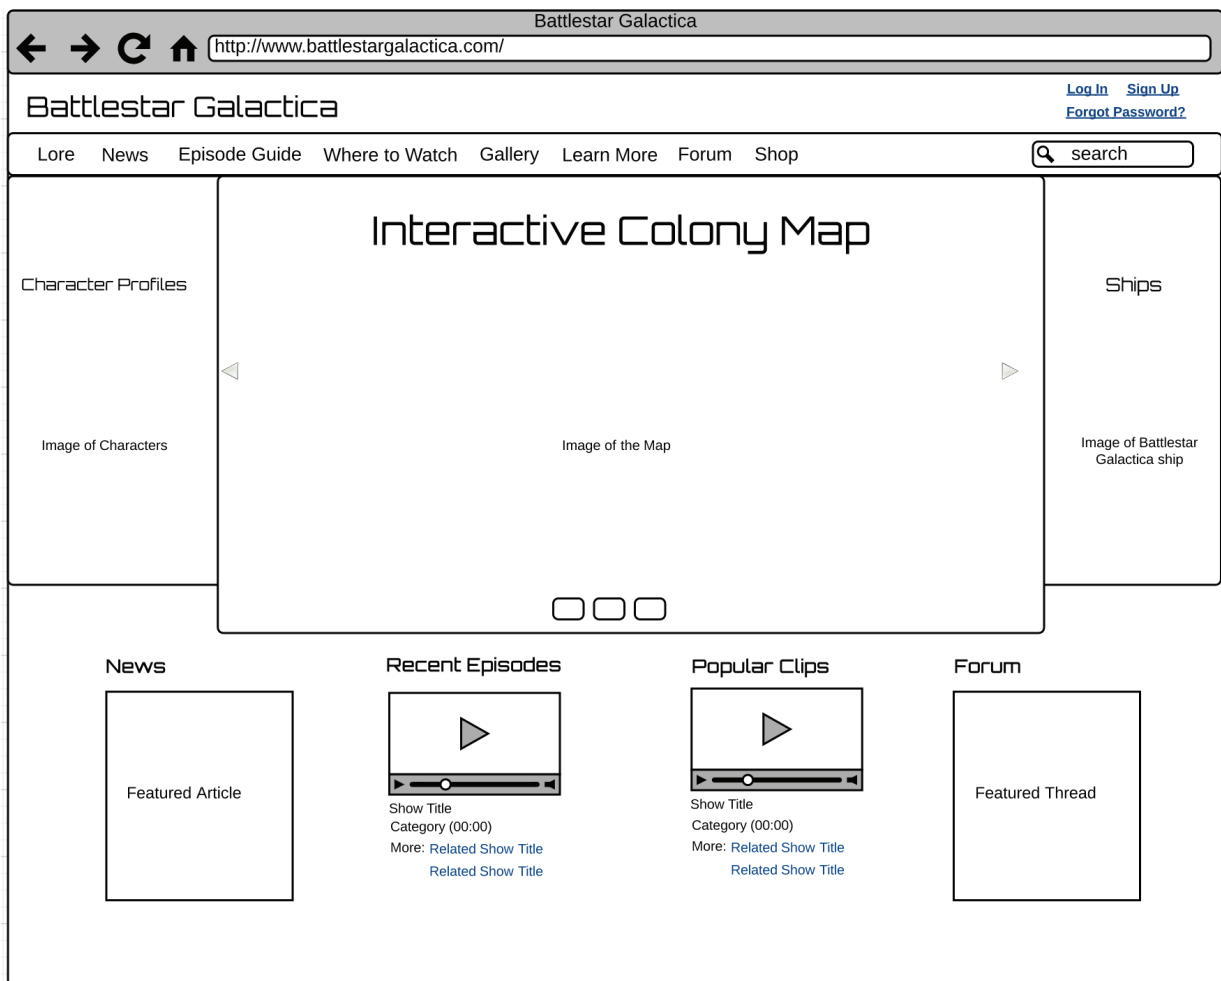 Battlestar Galactica
http://www.battlestargalactica.com/
Log In Sign Up
Forgot Password?
Battlestar Galactica
Lore News Episode Guide Where to Watch Gallery Learn More Forum Shop search
Interactive Colony Map
Character Profiles
Ships
Image of Characters
Image of the Map
Image of Battlestar
Galactica ship
News
Featured Article
Recent Episodes
Show Title
Category (00:00)
More: Related Show Title
Related Show Title
Popular Clips
Show Title
Category (00:00)
More: Related Show Title
Related Show Title
Forum
Featured Thread